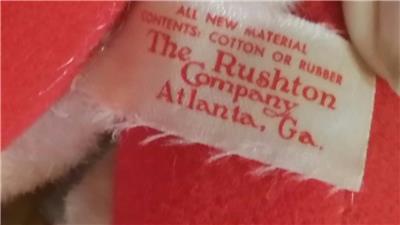 ALL NEW MATERIAL
CONTENTS: COTTON OR RUBBER
The Rushton
Company
Atlanta, Ga.